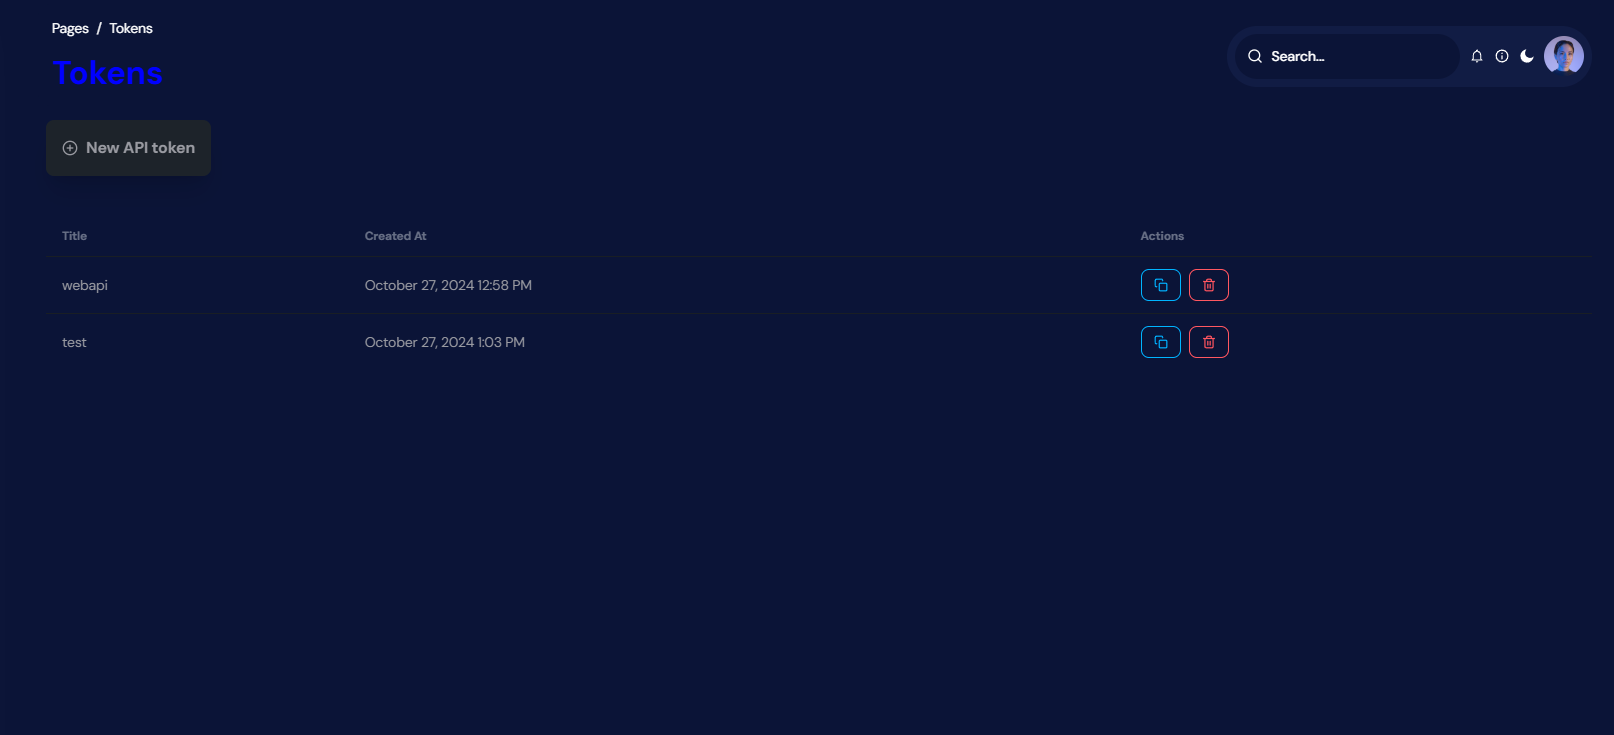 Pages / Tokens
Tokens
Search...
New API token
Title Created At Actions
webapi October 27, 2024 12:58 PM
test October 27, 2024 1:03 PM